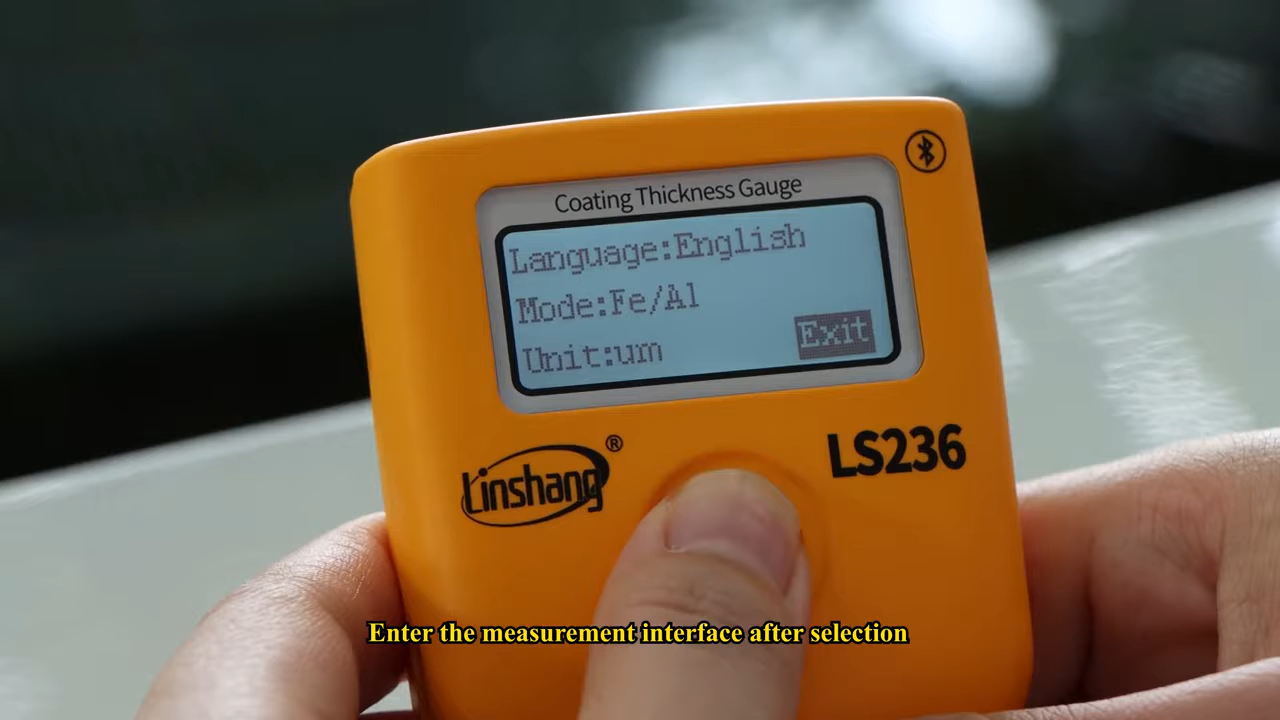 Coating Thickness Gauge
Language:English
Mode:Fe/Al
Unit:um
Exit
Linshang®
LS236
Enter the measurement interface after selection